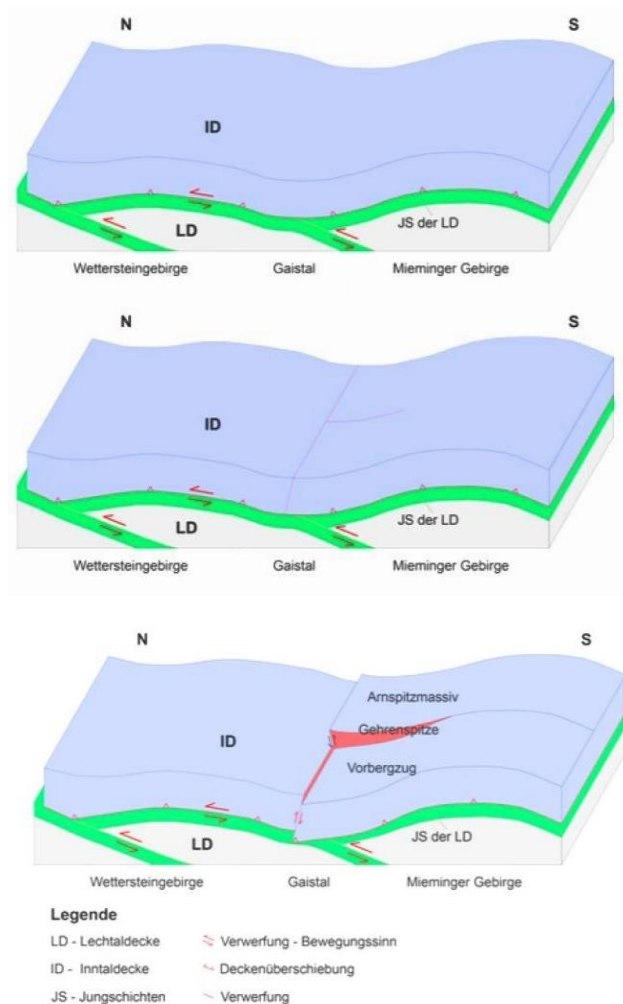 N S
ID
LD
JS der LD
Wettersteingebirge Gaistal Mieminger Gebirge
N S
ID
LD
JS der LD
Wettersteingebirge Gaistal Mieminger Gebirge
N S
Arnspitzmassiv
Gehrenspitze
ID
Vorbergzug
LD
JS der LD
Wettersteingebirge Gaistal Mieminger Gebirge
Legende
LD - Lechtaldecke Verwerfung - Bewegungssinn
ID - Inntaldecke Deckenüberschiebung
JS - Jungschichten Verwerfung